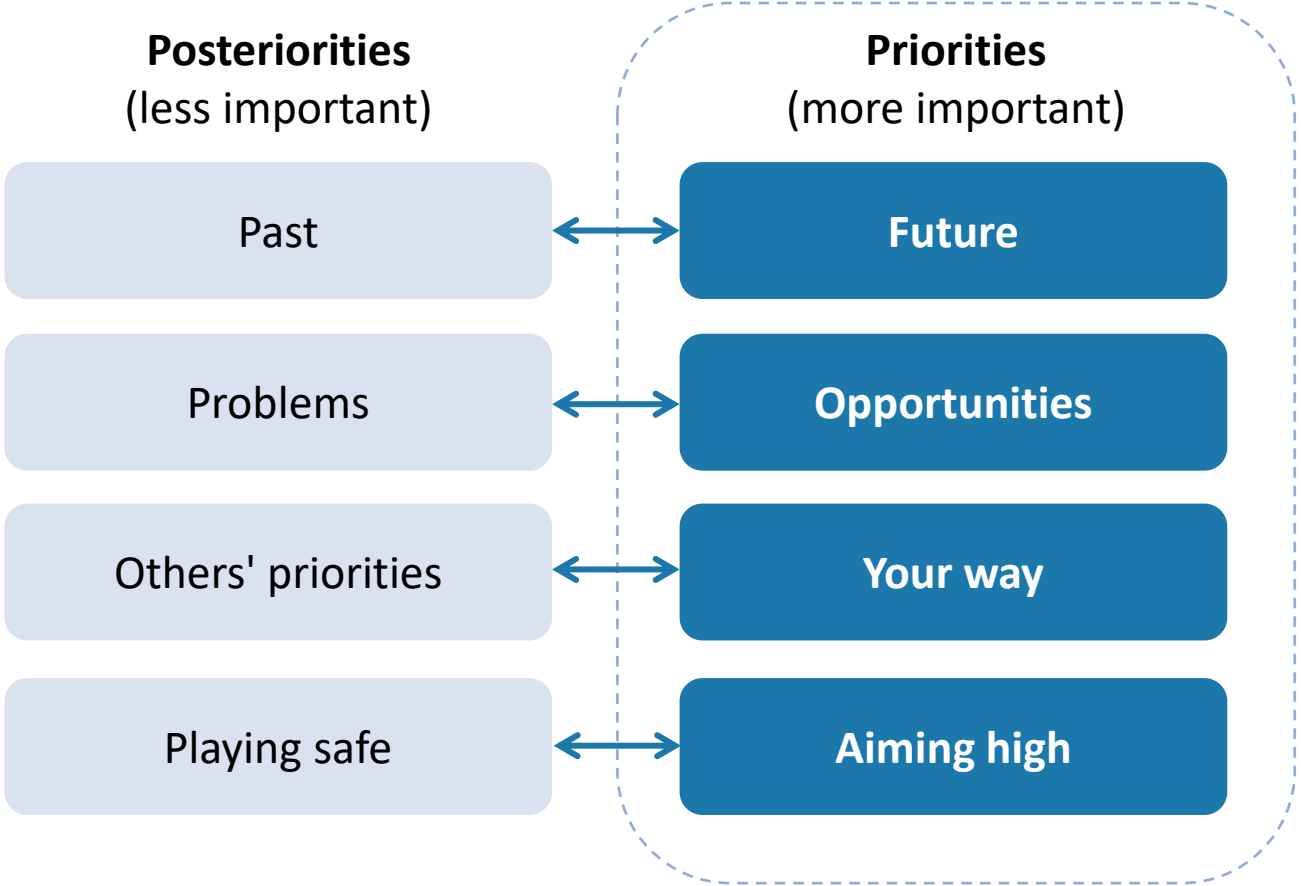 Posteriorities
(less important)
Priorities
(more important)
Past
Future
Problems
Opportunities
Others' priorities
Your way
Playing safe
Aiming high